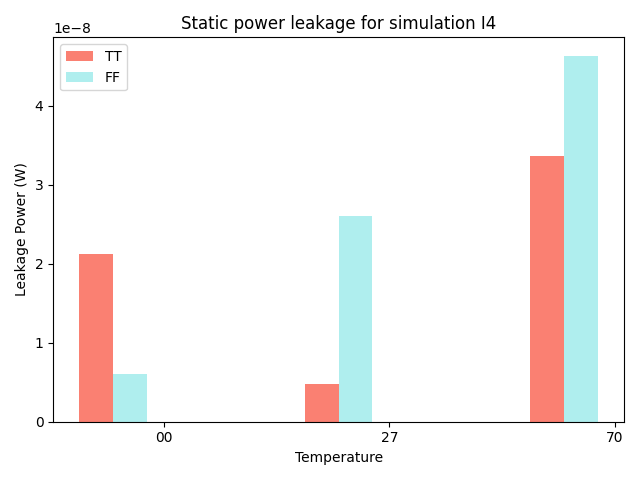 Static power leakage for simulation I4
1e−8
TT
FF
4
3
2
1
0
Leakage Power (W)
00
27
70
Temperature